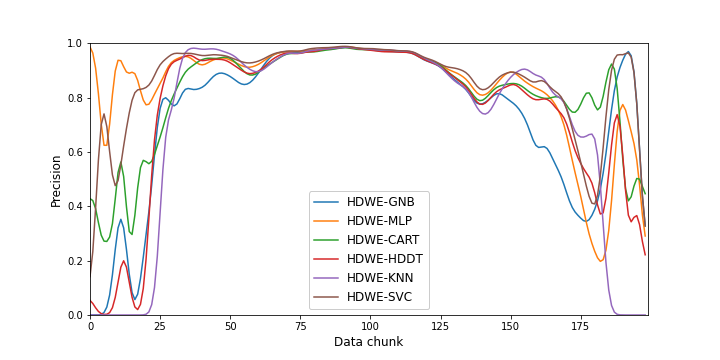 1.0
0.8
0.6
0.4
0.2
0.0
Precision
HDWE-GNB
HDWE-MLP
HDWE-CART
HDWE-HDDT
HDWE-KNN
HDWE-SVC
0 25 50 75 100 125 150 175
Data chunk